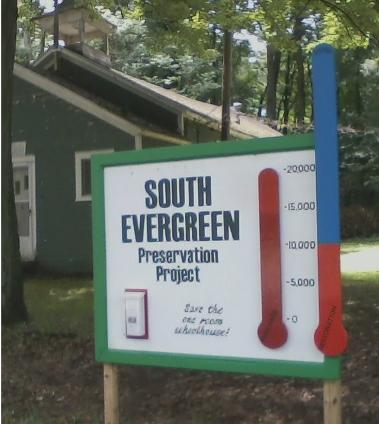 SOUTH
EVERGREEN
Preservation
Project
Save the
one room
schoolhouse!
-20,000
-15,000
-10,000
-5,000
-0